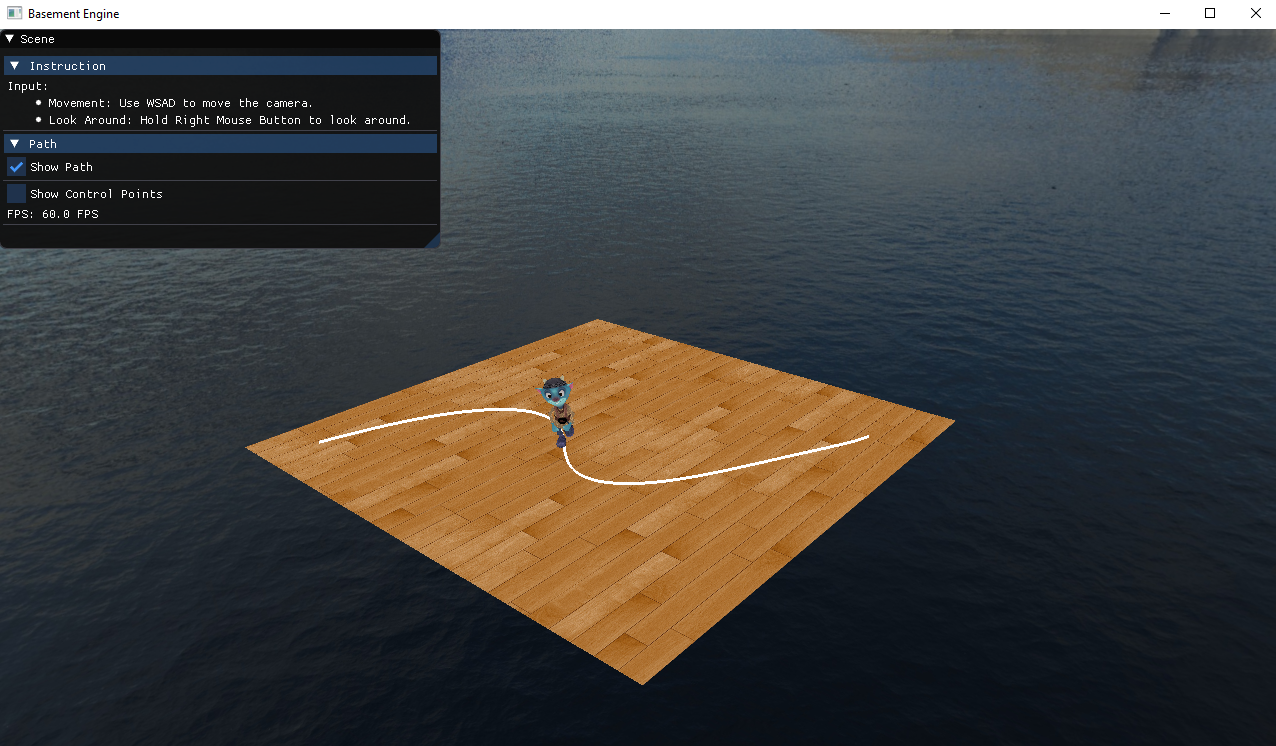 Basement Engine
Scene
Instruction
Input:
Movement: Use WSAD to move the camera.
Look Around: Hold Right Mouse Button to look around.
Path
Show Path
Show Control Points
FPS: 60.0 FPS